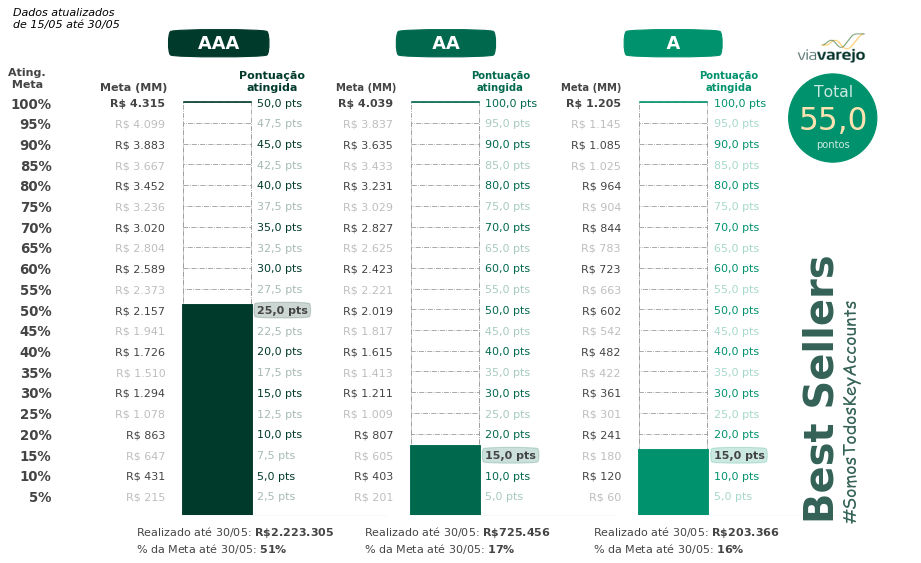 Dados atualizados
de 15/05 até 30/05
AAA AA A
viavarejo
Ating. Meta Meta (MM) Pontuação atingida Meta (MM) Pontuação atingida Meta (MM) Pontuação atingida
100% R$ 4.315 50,0 pts R$ 4.039 100,0 pts R$ 1.205 100,0 pts
95% R$ 4.099 47,5 pts R$ 3.837 95,0 pts R$ 1.145 95,0 pts
90% R$ 3.883 45,0 pts R$ 3.635 90,0 pts R$ 1.085 90,0 pts
85% R$ 3.667 42,5 pts R$ 3.433 85,0 pts R$ 1.025 85,0 pts
80% R$ 3.452 40,0 pts R$ 3.231 80,0 pts R$ 964 80,0 pts
75% R$ 3.236 37,5 pts R$ 3.029 75,0 pts R$ 904 75,0 pts
70% R$ 3.020 35,0 pts R$ 2.827 70,0 pts R$ 844 70,0 pts
65% R$ 2.804 32,5 pts R$ 2.625 65,0 pts R$ 783 65,0 pts
60% R$ 2.589 30,0 pts R$ 2.423 60,0 pts R$ 723 60,0 pts
55% R$ 2.373 27,5 pts R$ 2.221 55,0 pts R$ 663 55,0 pts
50% R$ 2.157 25,0 pts R$ 2.019 50,0 pts R$ 602 50,0 pts
45% R$ 1.941 22,5 pts R$ 1.817 45,0 pts R$ 542 45,0 pts
40% R$ 1.726 20,0 pts R$ 1.615 40,0 pts R$ 482 40,0 pts
35% R$ 1.510 17,5 pts R$ 1.413 35,0 pts R$ 422 35,0 pts
30% R$ 1.294 15,0 pts R$ 1.211 30,0 pts R$ 361 30,0 pts
25% R$ 1.078 12,5 pts R$ 1.009 25,0 pts R$ 301 25,0 pts
20% R$ 863 10,0 pts R$ 807 20,0 pts R$ 241 20,0 pts
15% R$ 647 7,5 pts R$ 605 15,0 pts R$ 180 15,0 pts
10% R$ 431 5,0 pts R$ 403 10,0 pts R$ 120 10,0 pts
5% R$ 215 2,5 pts R$ 201 5,0 pts R$ 60 5,0 pts
Realizado até 30/05: R$2.223.305 Realizado até 30/05: R$725.456 Realizado até 30/05: R$203.366
% da Meta até 30/05: 51% % da Meta até 30/05: 17% % da Meta até 30/05: 16%
Total
55,0
pontos
Best Sellers
#SomosTodosKeyAccounts